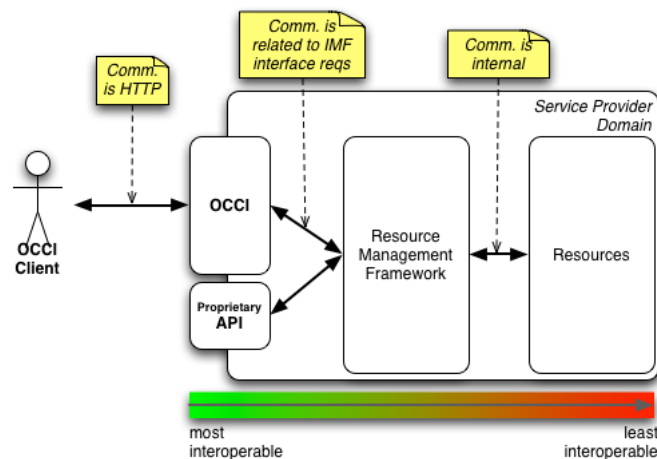 Comm. is
related to IMF
interface reqs
Comm. is
internal
Comm.
is HTTP
Service Provider
Domain
OCCI
Client
OCCI
Proprietary
API
Resource
Management
Framework
Resources
most
interoperable
least
interoperable